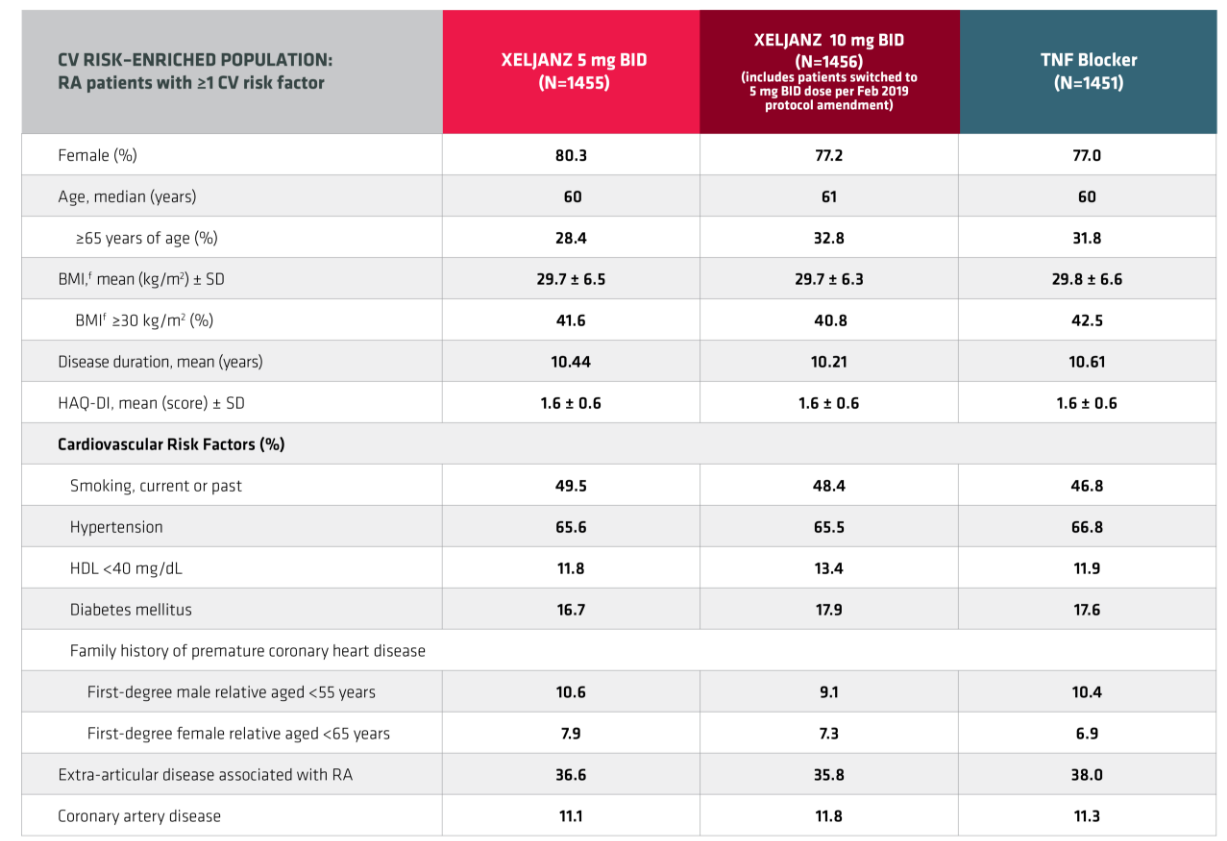 CV RISK–ENRICHED POPULATION:
RA patients with ≥1 CV risk factor
XELJANZ 5 mg BID
(N=1455)
XELJANZ 10 mg BID
(N=1456)
(includes patients switched to
5 mg BID dose per Feb 2019
protocol amendment)
TNF Blocker
(N=1451)
Female (%) 80.3 77.2 77.0
Age, median (years) 60 61 60
≥65 years of age (%) 28.4 32.8 31.8
BMI,f mean (kg/m²) ± SD 29.7 ± 6.5 29.7 ± 6.3 29.8 ± 6.6
BMIf ≥30 kg/m² (%) 41.6 40.8 42.5
Disease duration, mean (years) 10.44 10.21 10.61
HAQ-DI, mean (score) ± SD 1.6 ± 0.6 1.6 ± 0.6 1.6 ± 0.6
Cardiovascular Risk Factors (%)
Smoking, current or past 49.5 48.4 46.8
Hypertension 65.6 65.5 66.8
HDL <40 mg/dL 11.8 13.4 11.9
Diabetes mellitus 16.7 17.9 17.6
Family history of premature coronary heart disease
First-degree male relative aged <55 years 10.6 9.1 10.4
First-degree female relative aged <65 years 7.9 7.3 6.9
Extra-articular disease associated with RA 36.6 35.8 38.0
Coronary artery disease 11.1 11.8 11.3